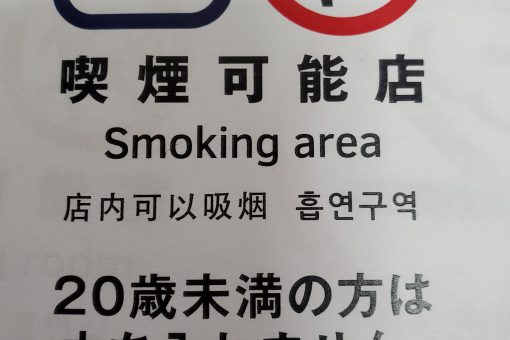 喫煙可能店
Smoking area
店内可以吸烟 흡연구역
20歳未満の方は